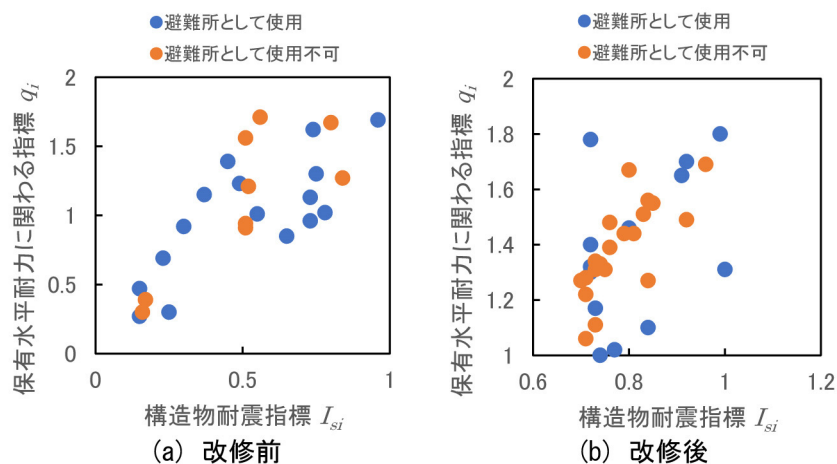 避難所として使用
避難所として使用不可
保有水平耐力に関わる指標 qi
2
1.5
1
0.5
0
0
0.5
1
構造物耐震指標 Isi
(a) 改修前
避難所として使用
避難所として使用不可
保有水平耐力に関わる指標 qi
2
1.8
1.6
1.4
1.2
1
0.6
0.8
1
1.2
構造物耐震指標 Isi
(b) 改修後